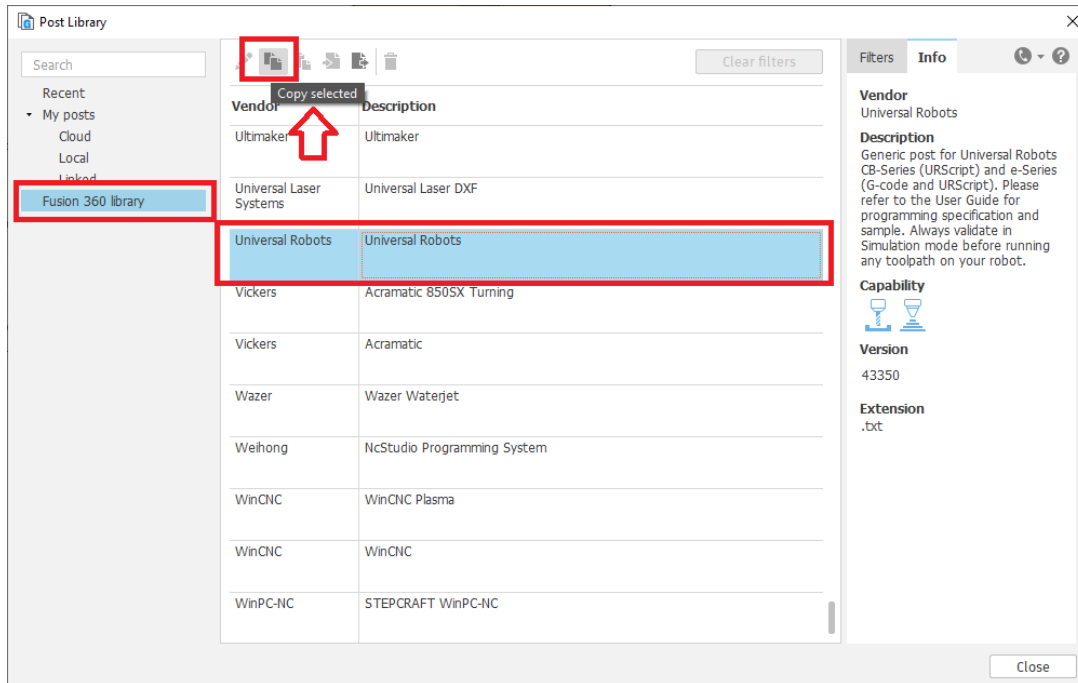 Post Library
Search
Recent
My posts
Cloud
Local
Linked
Fusion 360 library
Clear filters
Copy selected
Vendor Description
Ultimaker Ultimaker
Universal Laser Systems Universal Laser DXF
Universal Robots Universal Robots
Vickers Acramatic 850SX Turning
Vickers Acramatic
Wazer Wazer Waterjet
Weihong NcStudio Programming System
WinCNC WinCNC Plasma
WinCNC WinCNC
WinPC-NC STEPCRAFT WinPC-NC
Filters Info
Vendor
Universal Robots
Description
Generic post for Universal Robots
CB-Series (URScript) and e-Series
(G-code and URScript). Please
refer to the User Guide for
programming specification and
sample. Always validate in
Simulation mode before running
any toolpath on your robot.
Capability
Version
43350
Extension
.txt
Close